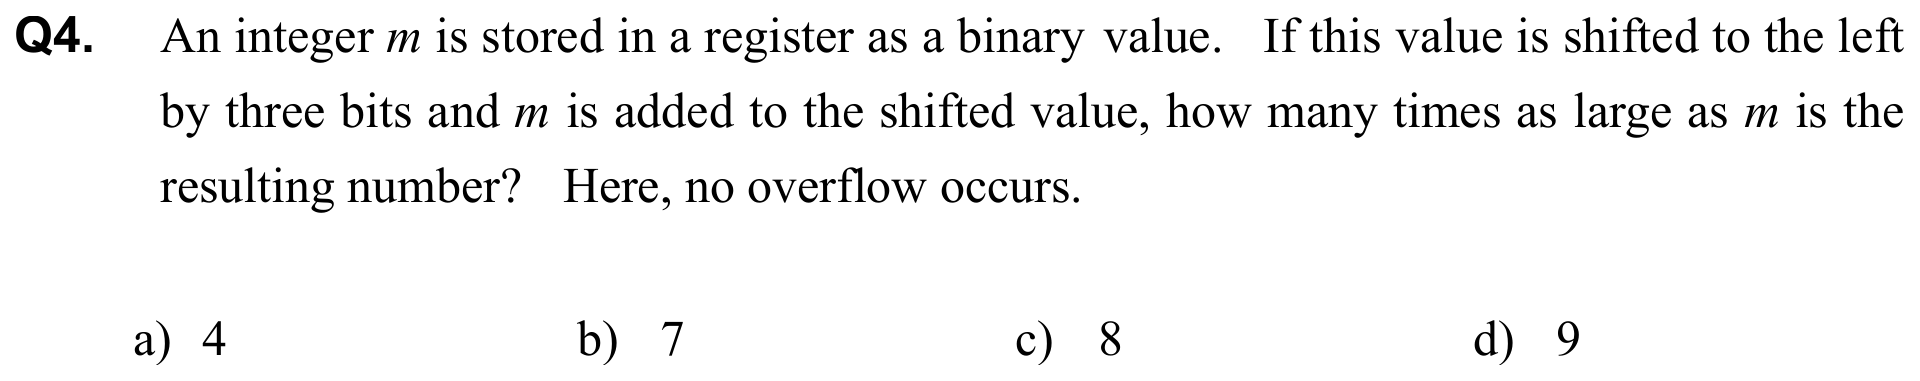 Q4. An integer m is stored in a register as a binary value. If this value is shifted to the left
by three bits and m is added to the shifted value, how many times as large as m is the
resulting number? Here, no overflow occurs.
a) 4 b) 7 c) 8 d) 9